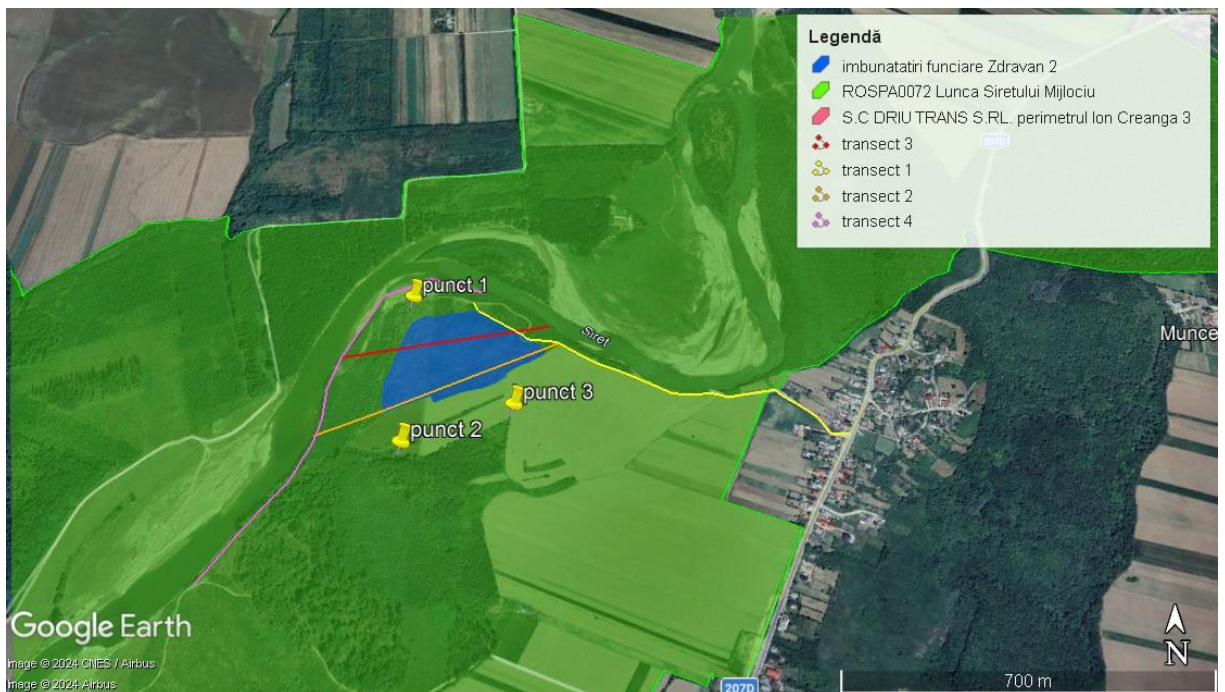 Legendă
imbunatatiri funciare Zdravan 2
ROSPA0072 Lunca Siretului Mijlociu
S.C DRIU TRANS S.RL. perimetrul Ion Creanga 3
transect 3
transect 1
transect 2
transect 4
207D
punct 1
Siret
Munce
punct 3
punct 2
Google Earth
Image © 2024 CNES / Airbus
Image © 2024 Airbus
207D
700 m
N